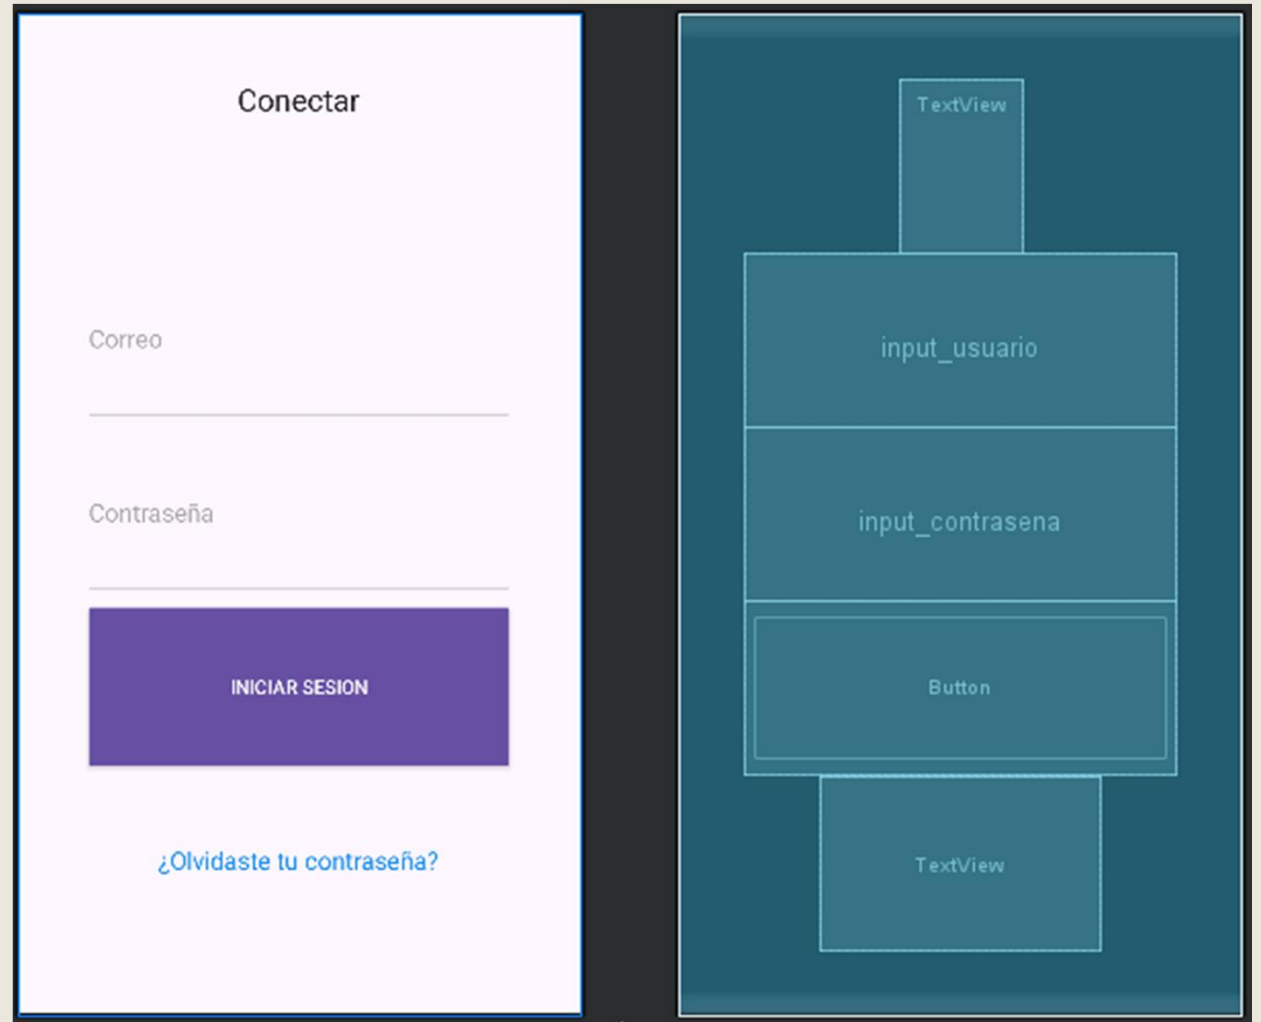 Conectar
Correo
Contraseña
INICIAR SESION
¿Olvidaste tu contraseña?
TextView
input_usuario
input_contrasena
Button
TextView